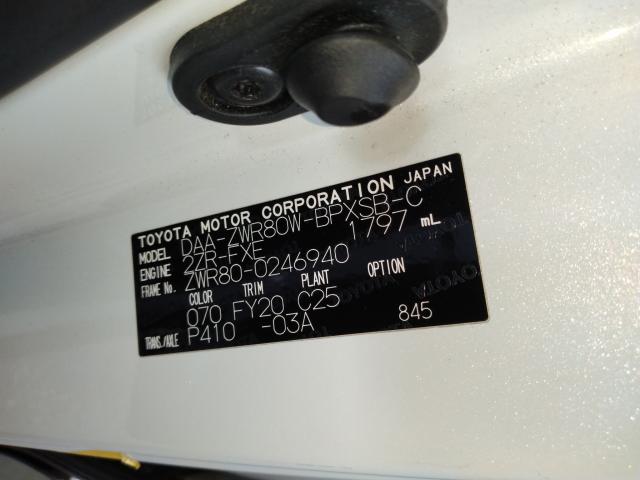 TOYOTA MOTOR CORPORATION JAPAN
MODEL DAA-ZWR80W-BPXSB-C
ENGINE 2ZR-FXE 1797 mL
FRAME No. ZWR80-0246940
COLOR TRIM PLANT OPTION
070 FY20 C25
TRANS./AXLE P410 -03A 845